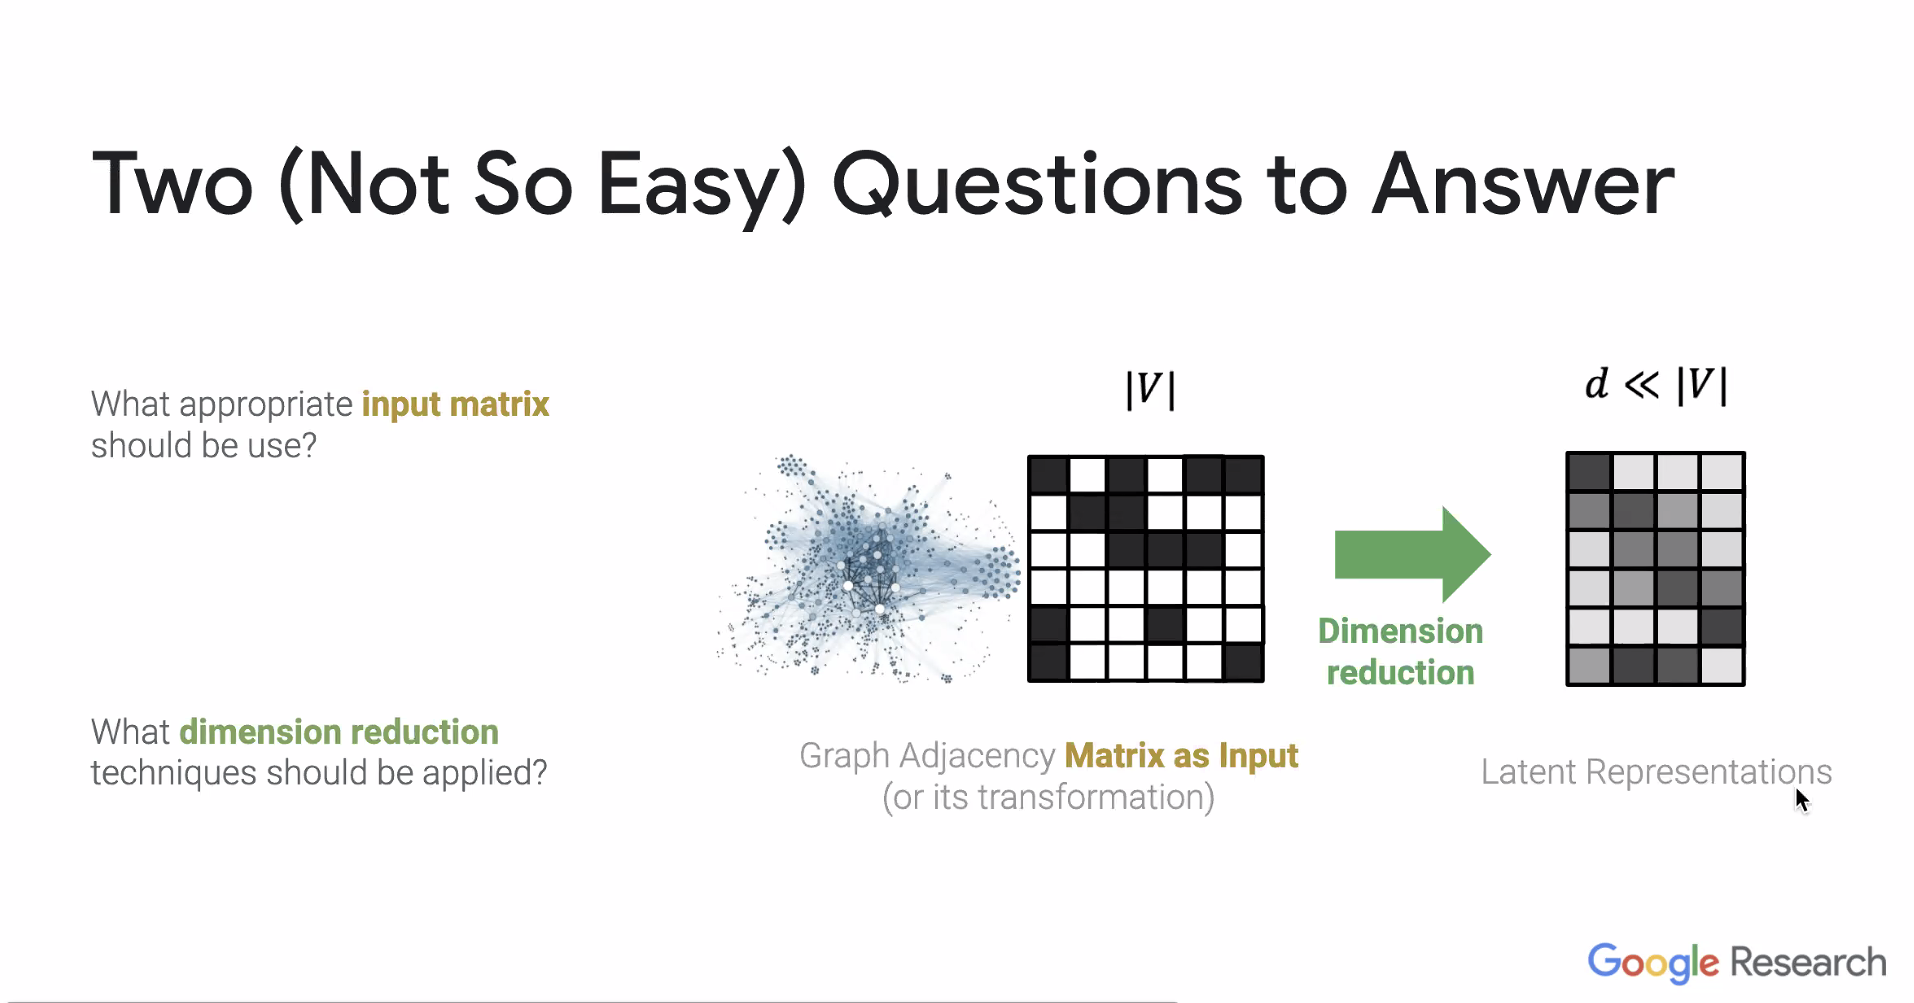 Two (Not So Easy) Questions to Answer
What appropriate input matrix
should be use?
What dimension reduction
techniques should be applied?
|V|
Graph Adjacency Matrix as Input
(or its transformation)
Dimension
reduction
d ≪ |V|
Latent Representations
Google Research